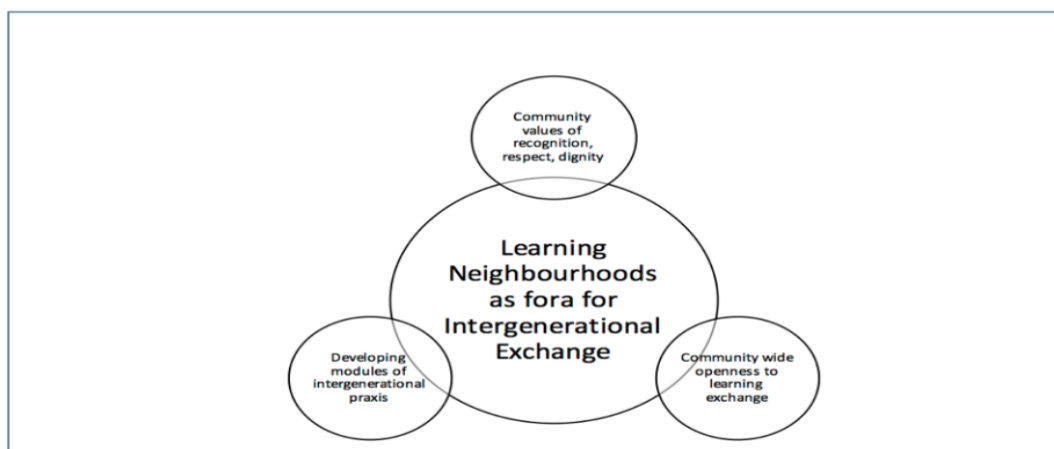 Community
values of
recognition,
respect, dignity
Learning
Neighbourhoods
as fora for
Intergenerational
Exchange
Developing
modules of
intergenerational
praxis
Community wide
openness to
learning
exchange